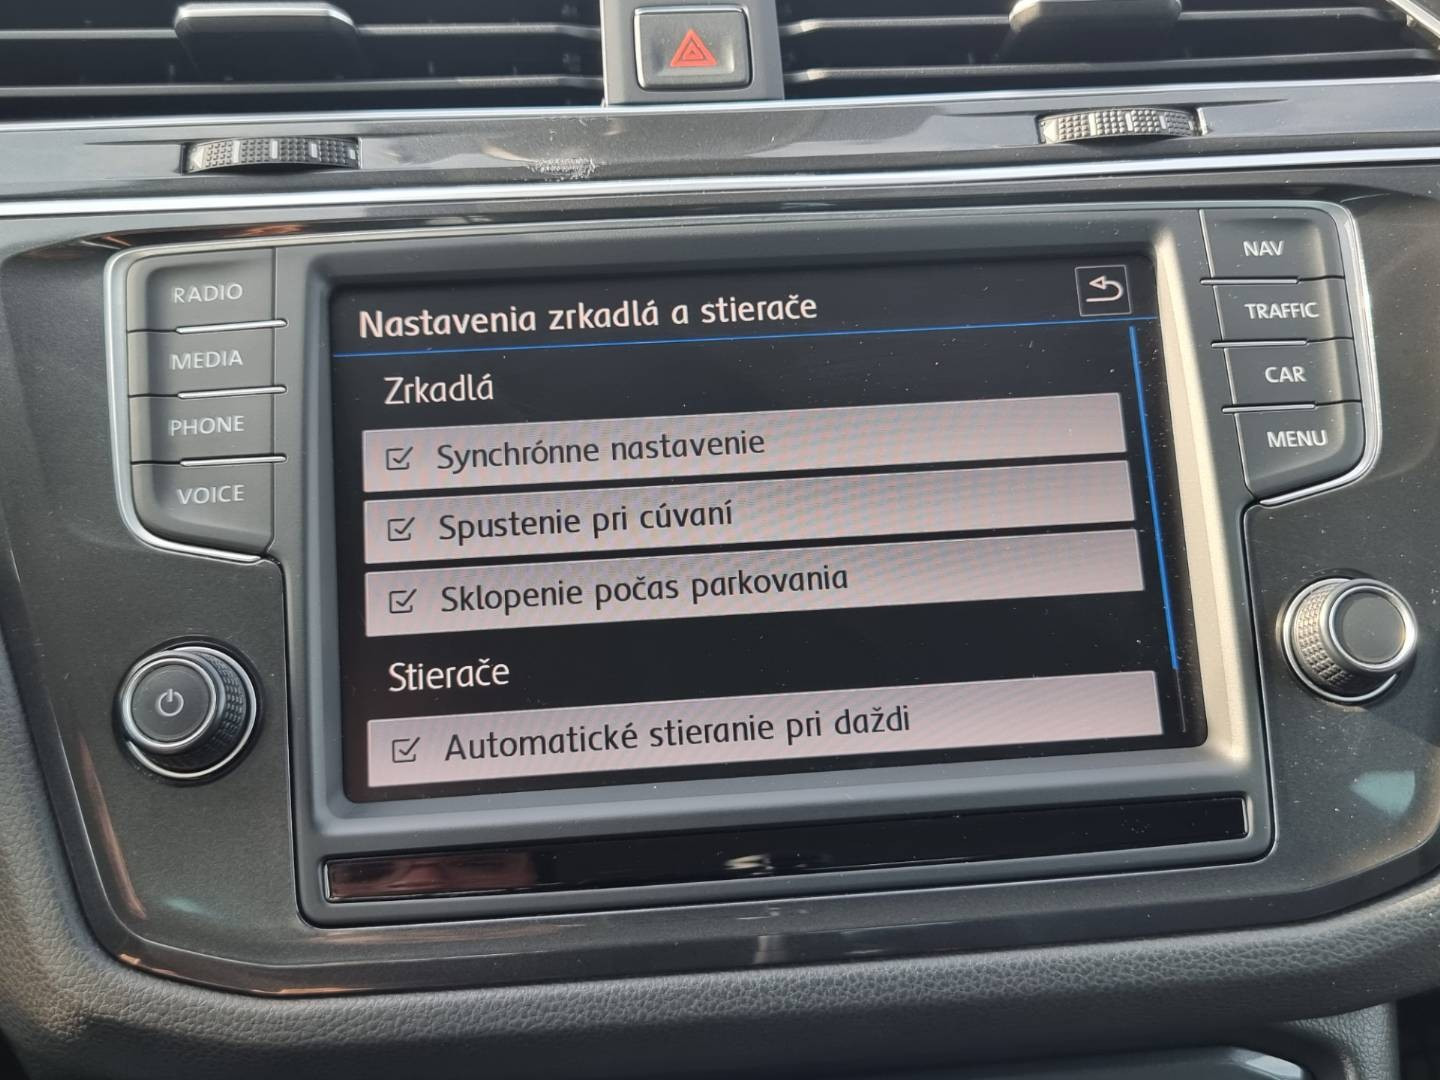 RADIO
MEDIA
PHONE
VOICE
Nastavenia zrkadlá a stierače
Zrkadlá
Synchrónne nastavenie
Spustenie pri cúvaní
Sklopenie počas parkovania
Stierače
Automatické stieranie pri daždi
NAV
TRAFFIC
CAR
MENU